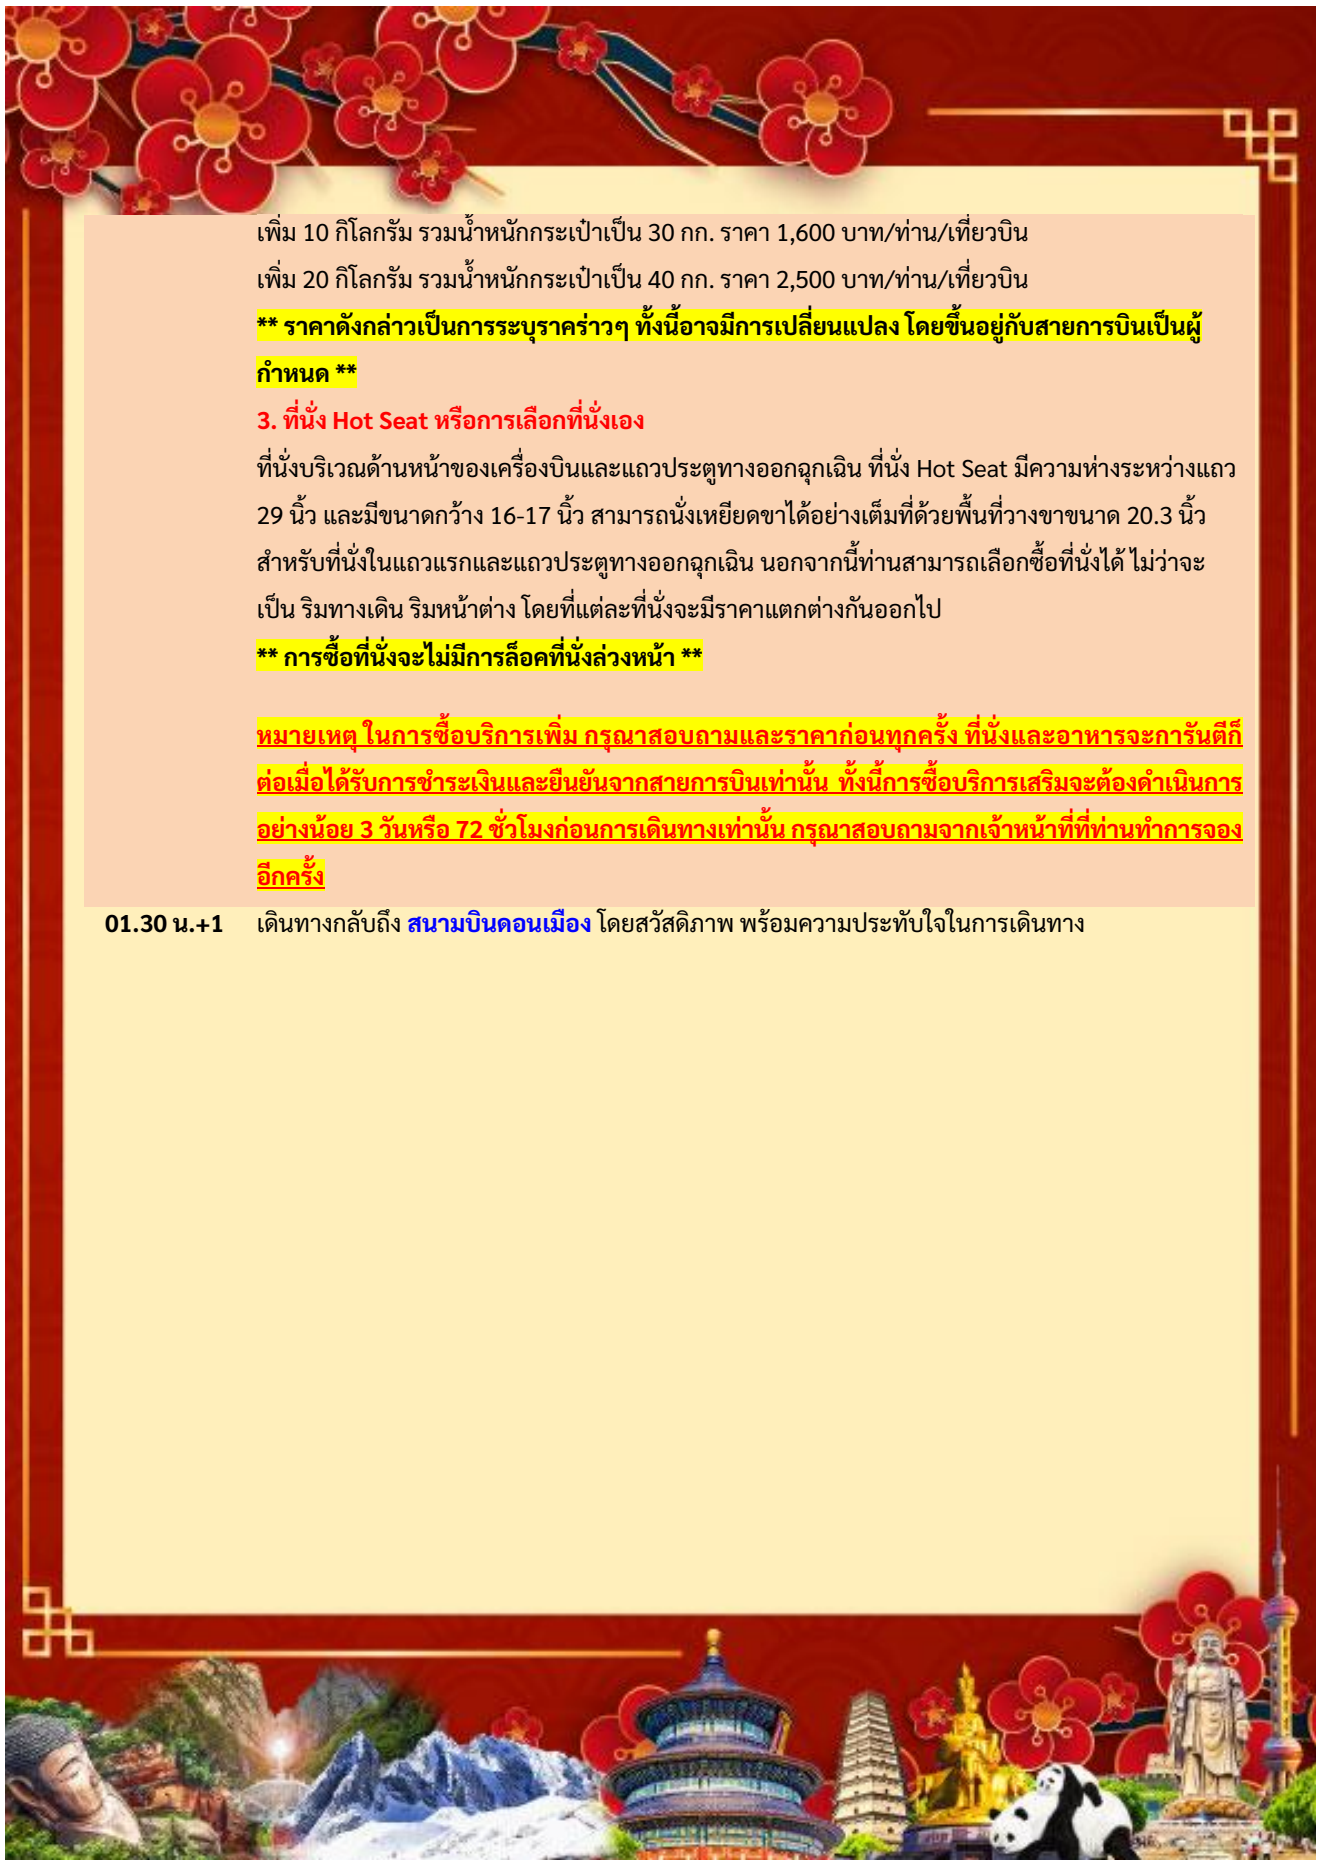 เพิ่ม 10 กิโลกรัม รวมน้ำหนักกระเป๋าเป็น 30 กก. ราคา 1,600 บาท/ท่าน/เที่ยวบิน
เพิ่ม 20 กิโลกรัม รวมน้ำหนักกระเป๋าเป็น 40 กก. ราคา 2,500 บาท/ท่าน/เที่ยวบิน
** ราคาดังกล่าวเป็นการระบุราคร่าวๆ ทั้งนี้อาจมีการเปลี่ยนแปลง โดยขึ้นอยู่กับสายการบินเป็นผู้
กำหนด **
3. ที่นั่ง Hot Seat หรือการเลือกที่นั่งเอง
ที่นั่งบริเวณด้านหน้าของเครื่องบินและแถวประตูทางออกฉุกเฉิน ที่นั่ง Hot Seat มีความห่างระหว่างแถว
29 นิ้ว และมีขนาดกว้าง 16-17 นิ้ว สามารถนั่งเหยียดขาได้อย่างเต็มที่ด้วยพื้นที่วางขาขนาด 20.3 นิ้ว
สำหรับที่นั่งในแถวแรกและแถวประตูทางออกฉุกเฉิน นอกจากนี้ท่านสามารถเลือกซื้อที่นั่งได้ ไม่ว่าจะ
เป็น ริมทางเดิน ริมหน้าต่าง โดยที่แต่ละที่นั่งจะมีราคาแตกต่างกันออกไป
** การซื้อที่นั่งจะไม่มีการล็อคที่นั่งล่วงหน้า **
หมายเหตุ ในการซื้อบริการเพิ่ม กรุณาสอบถามและราคาก่อนทุกครั้ง ที่นั่งและอาหารจะการันตีก็
ต่อเมื่อได้รับการชำระเงินและยืนยันจากสายการบินเท่านั้น ทั้งนี้การซื้อบริการเสริมจะต้องดำเนินการ
อย่างน้อย 3 วันหรือ 72 ชั่วโมงก่อนการเดินทางเท่านั้น กรุณาสอบถามจากเจ้าหน้าที่ที่ท่านทำการจอง
อีกครั้ง
01.30 น.+1 เดินทางกลับถึง สนามบินดอนเมือง โดยสวัสดิภาพ พร้อมความประทับใจในการเดินทาง